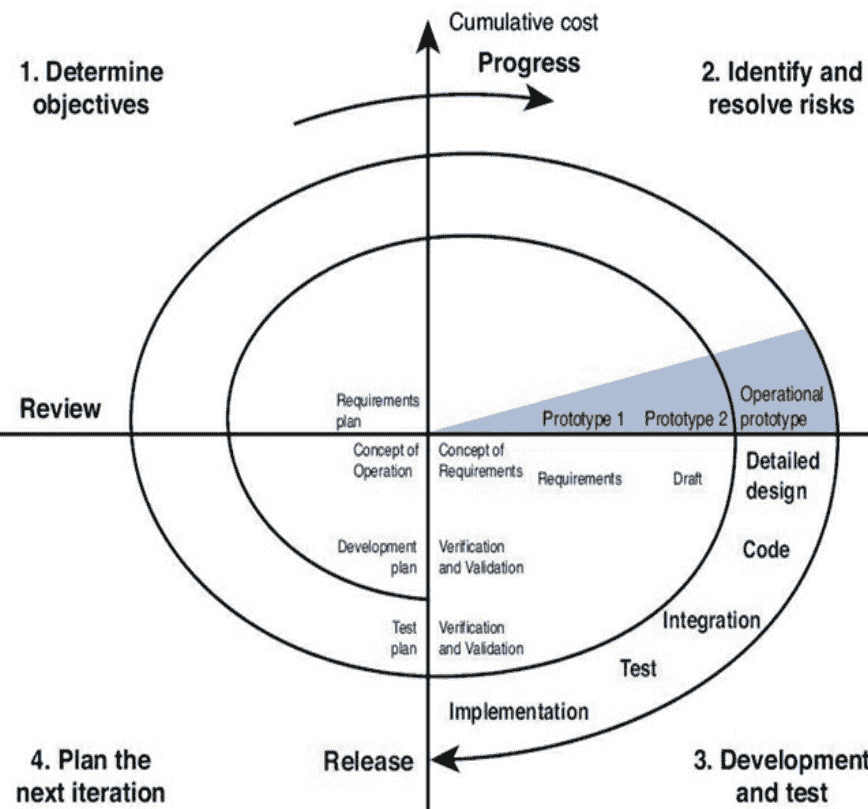 Cumulative cost
Progress
1. Determine
objectives
2. Identify and
resolve risks
Review
Requirements
plan
Prototype 1
Prototype 2
Operational
prototype
Concept of
Operation
Concept of
Requirements
Requirements
Draft
Detailed
design
Development
plan
Verification
and Validation
Code
Test
plan
Verification
and Validation
Integration
Test
Implementation
4. Plan the
next iteration
Release
3. Development
and test